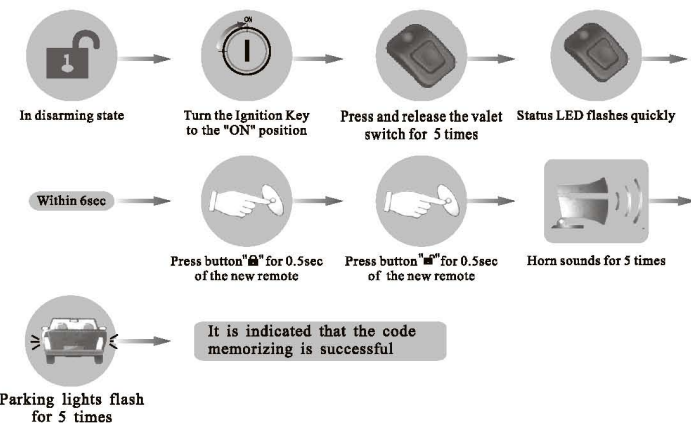 ON
1
In disarming state
Turn the Ignition Key
to the "ON" position
Press and release the valet
switch for 5 times
Status LED flashes quickly
Within 6sec
Press button"🔒"for 0.5sec
of the new remote
Press button"🔓"for 0.5sec
of the new remote
Horn sounds for 5 times
It is indicated that the code
memorizing is successful
Parking lights flash
for 5 times